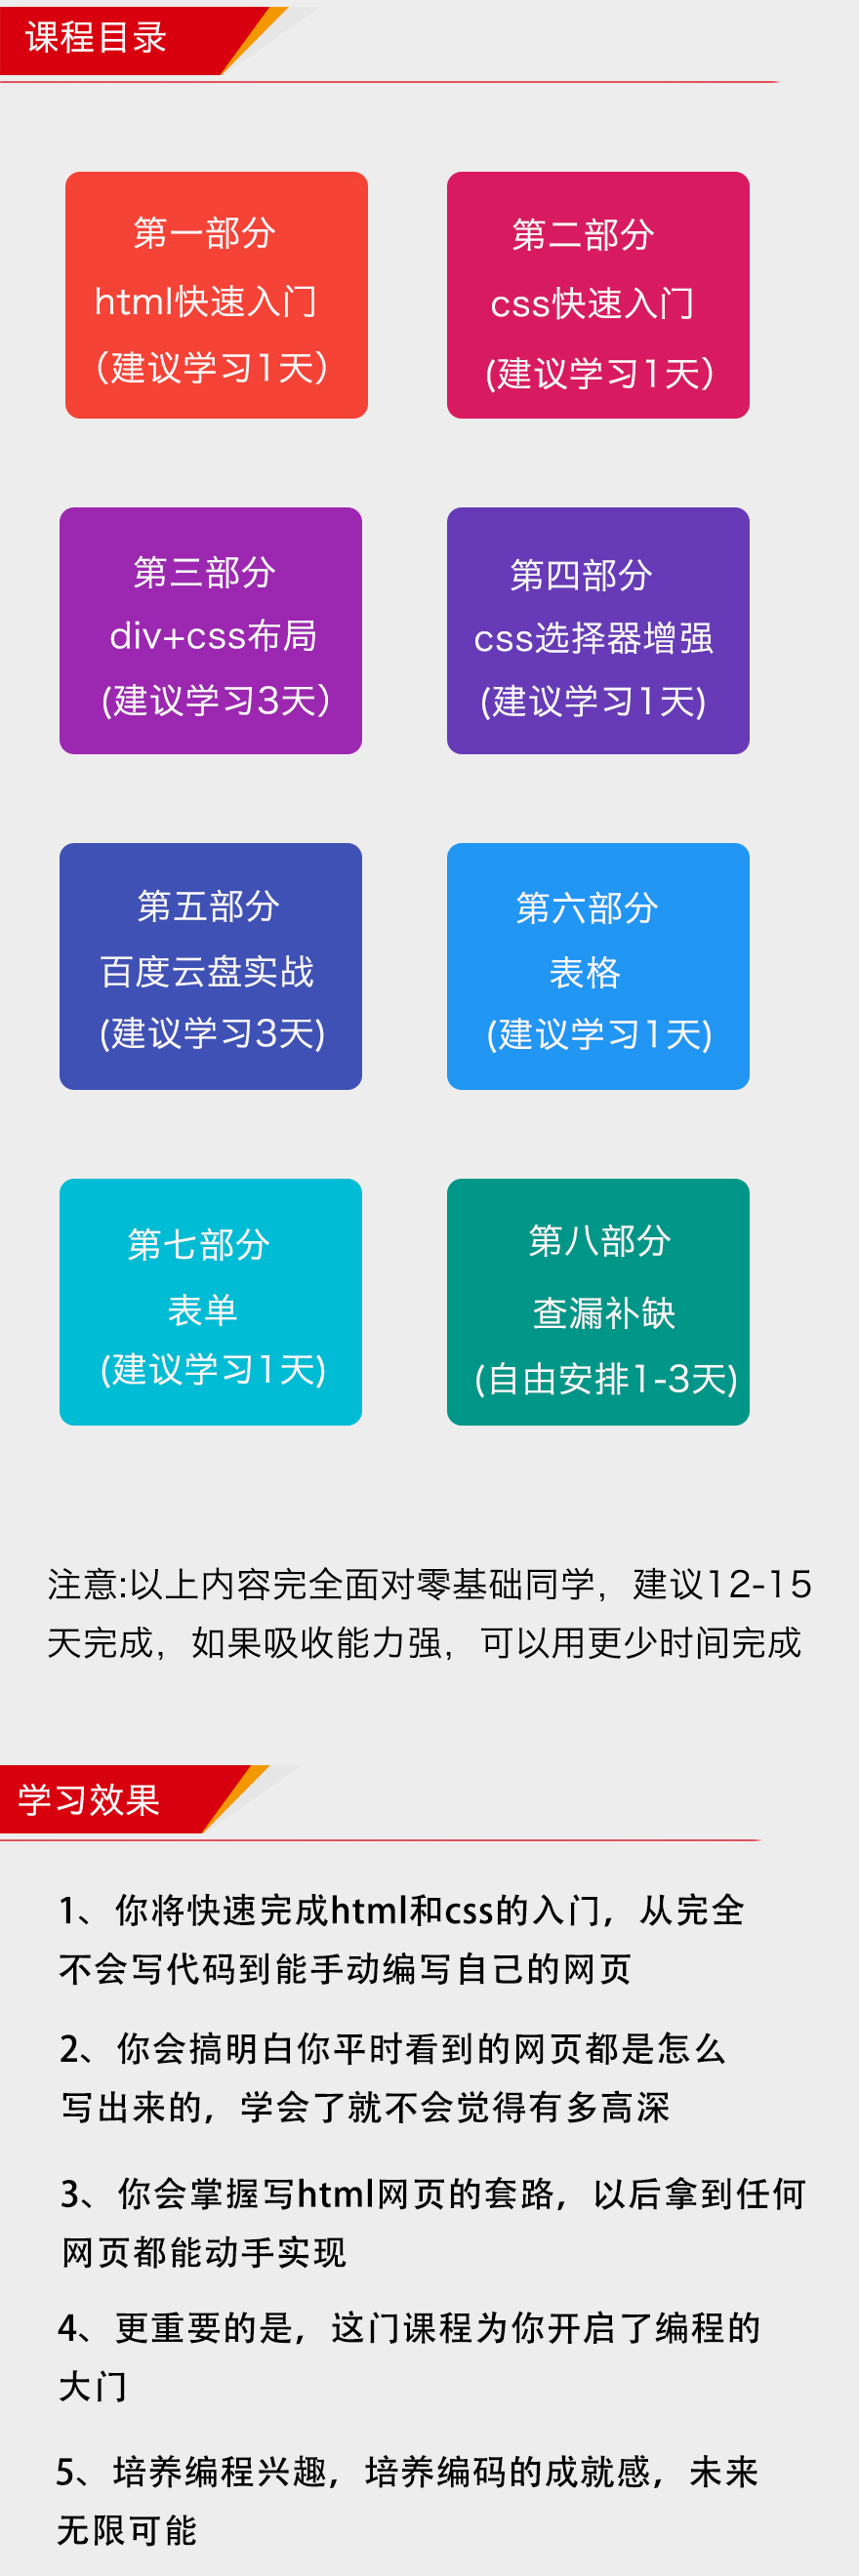 课程目录
第一部分
html快速入门
（建议学习1天）
第二部分
css快速入门
(建议学习1天）
第三部分
div+css布局
(建议学习3天）
第四部分
css选择器增强
(建议学习1天)
第五部分
百度云盘实战
(建议学习3天)
第六部分
表格
(建议学习1天)
第七部分
表单
(建议学习1天)
第八部分
查漏补缺
(自由安排1-3天)
注意:以上内容完全面对零基础同学，建议12-15
天完成，如果吸收能力强，可以用更少时间完成
学习效果
1、你将快速完成html和css的入门，从完全
不会写代码到能手动编写自己的网页
2、你会搞明白你平时看到的网页都是怎么
写出来的，学会了就不会觉得有多高深
3、你会掌握写html网页的套路，以后拿到任何
网页都能动手实现
4、更重要的是，这门课程为你开启了编程的
大门
5、培养编程兴趣，培养编码的成就感，未来
无限可能